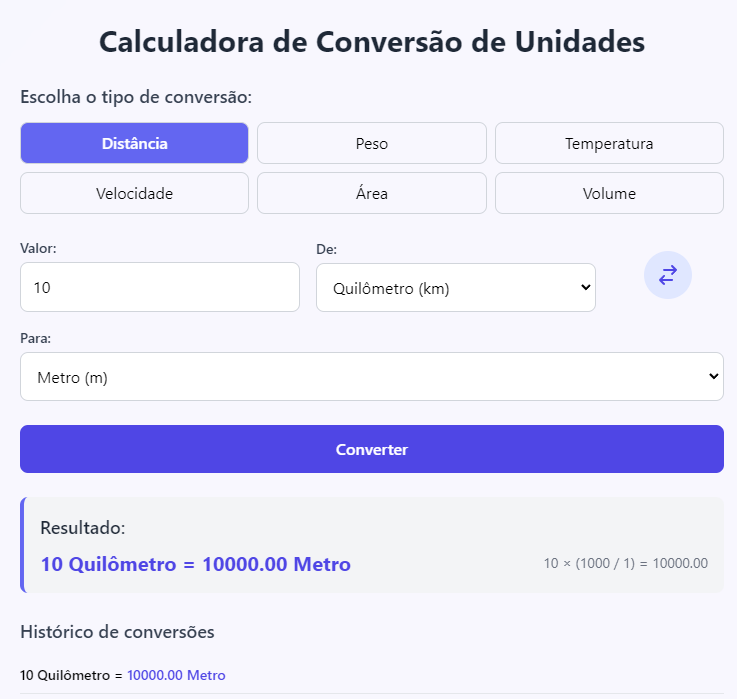 Calculadora de Conversão de Unidades
Escolha o tipo de conversão:
Distância Peso Temperatura
Velocidade Área Volume
Valor: De:
10 Quilômetro (km)
Para:
Metro (m)
Converter
Resultado:
10 Quilômetro = 10000.00 Metro 10 × (1000 / 1) = 10000.00
Histórico de conversões
10 Quilômetro = 10000.00 Metro